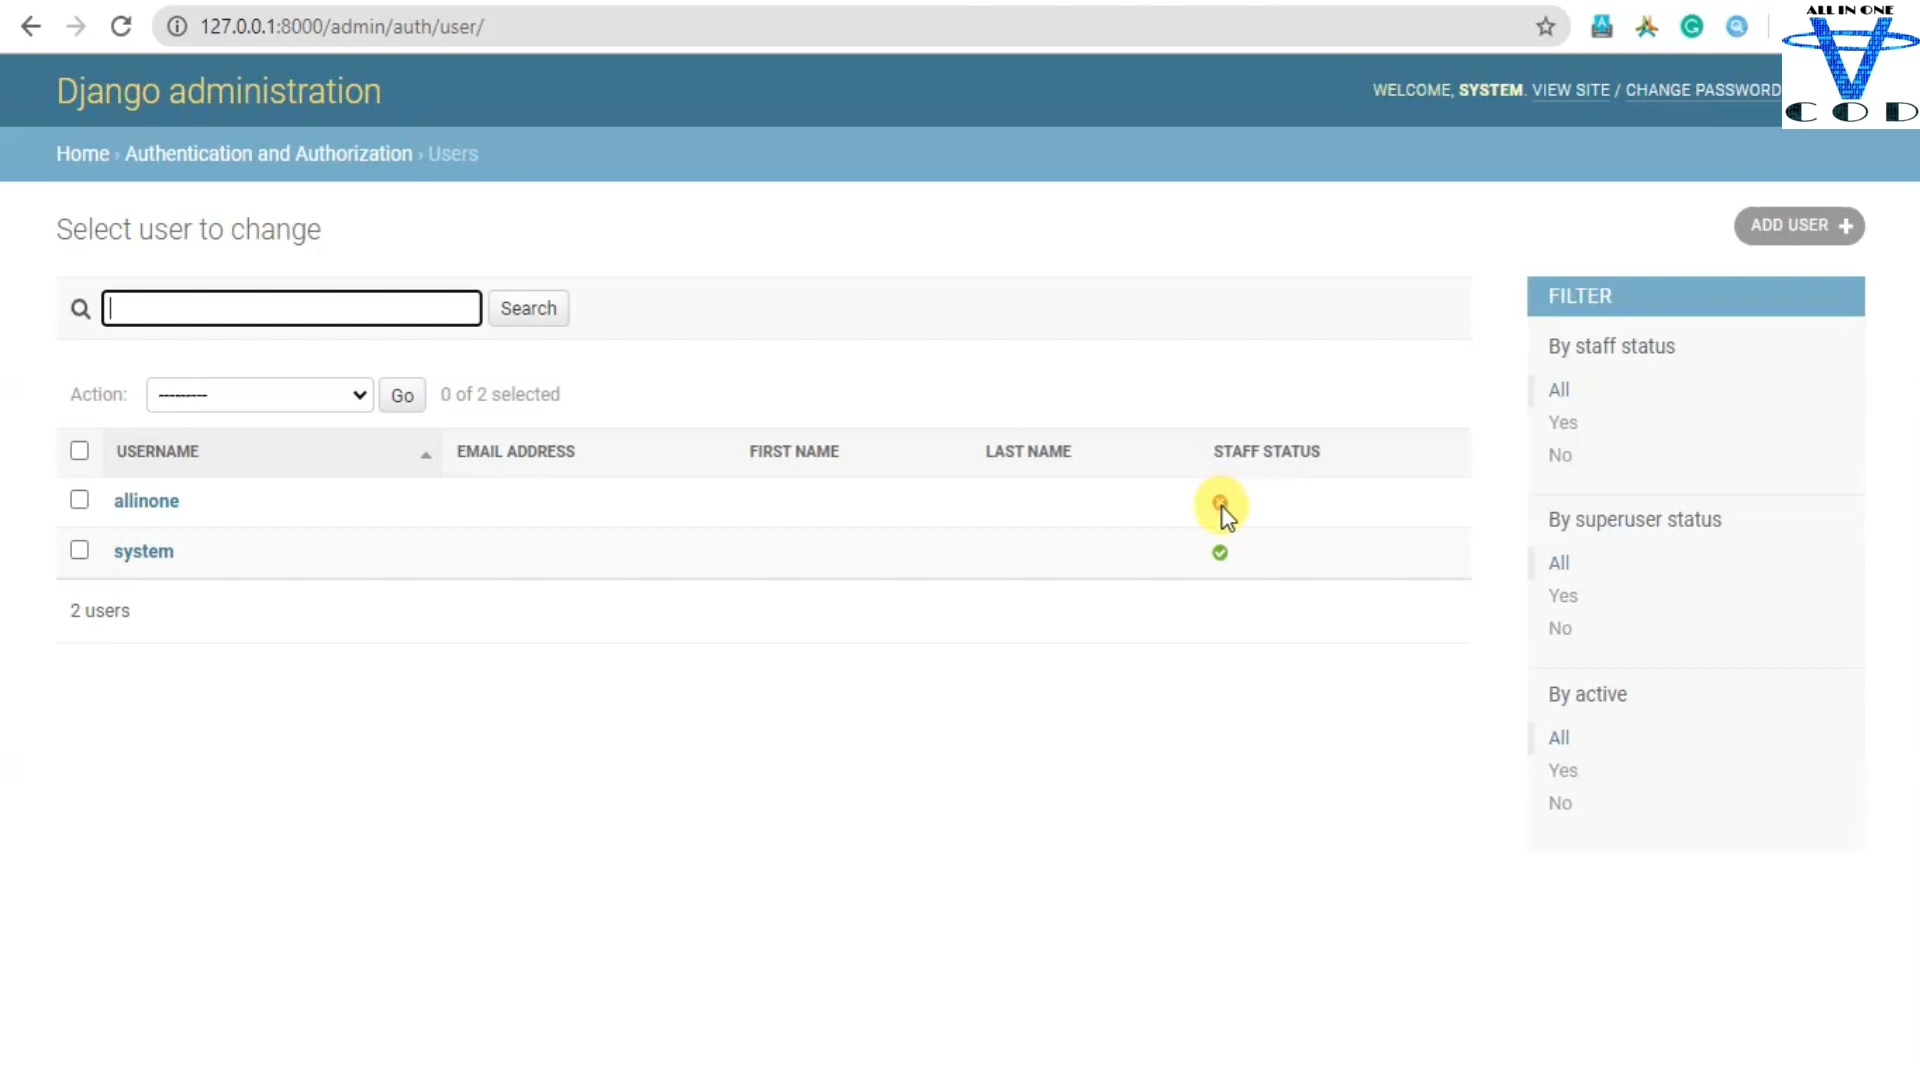 127.0.0.1:8000/admin/auth/user/
ALL IN ONE
COD
Django administration
WELCOME, SYSTEM. VIEW SITE / CHANGE PASSWORD
Home › Authentication and Authorization › Users
Select user to change
ADD USER +
Search
FILTER
By staff status
All
Yes
No
By superuser status
All
Yes
No
By active
All
Yes
No
Action: --------- Go 0 of 2 selected
USERNAME EMAIL ADDRESS FIRST NAME LAST NAME STAFF STATUS
allinone
system
2 users